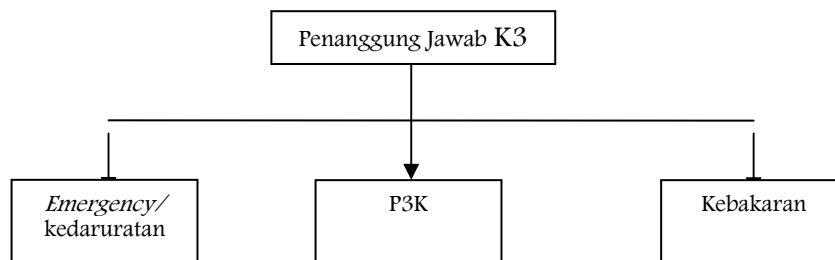 Penanggung Jawab K3
Emergency/
kedaruratan
P3K
Kebakaran